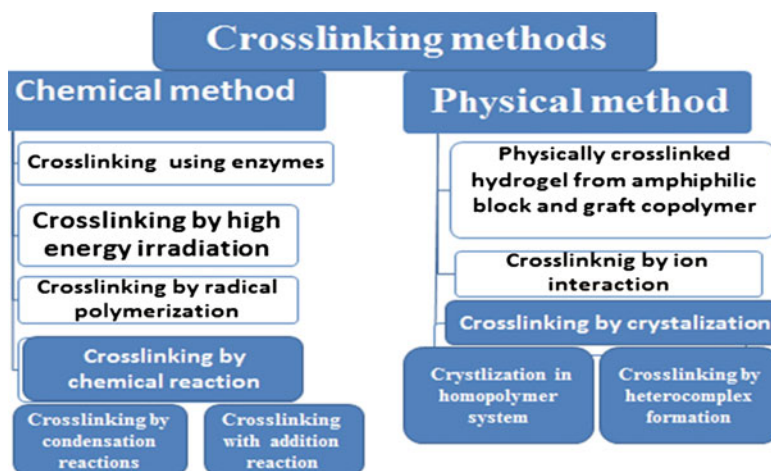 Crosslinking methods
Chemical method
Crosslinking using enzymes
Crosslinking by high
energy irradiation
Crosslinking by radical
polymerization
Crosslinking by
chemical reaction
Crosslinking by
condensation
reactions
Crosslinking
with addition
reaction
Physical method
Physically crosslinked
hydrogel from amphiphilic
block and graft copolymer
Crosslinknig by ion
interaction
Crosslinking by crystalization
Crystlization in
homopolymer
system
Crosslinking by
heterocomplex
formation